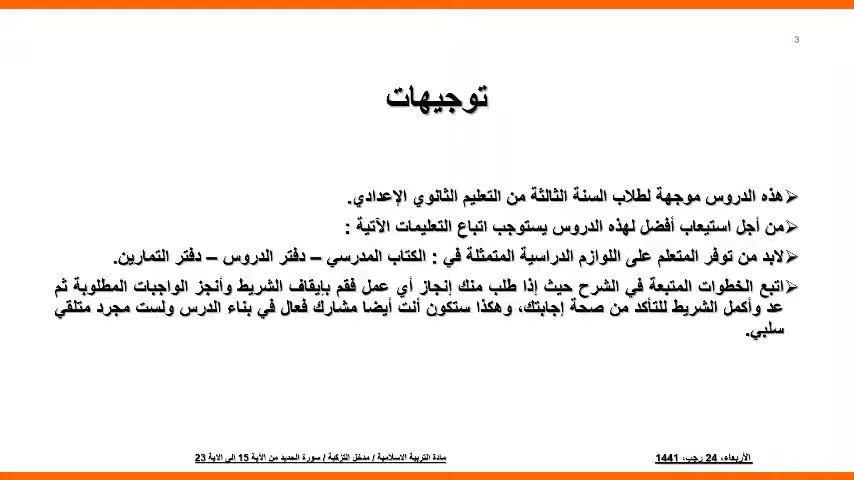 3
توجيهات
هذه الدروس موجهة لطلاب السنة الثالثة من التعليم الثانوي الإعدادي.
من أجل استيعاب أفضل لهذه الدروس يستوجب اتباع التعليمات الآتية :
لابد من توفر المتعلم على اللوازم الدراسية المتمثلة في : الكتاب المدرسي – دفتر الدروس – دفتر التمارين.
اتبع الخطوات المتبعة في الشرح حيث إذا طلب منك إنجاز أي عمل فقم بإيقاف الشريط وأنجز الواجبات المطلوبة ثم
عد وأكمل الشريط للتأكد من صحة إجابتك، وهكذا ستكون أنت أيضا مشارك فعال في بناء الدرس ولست مجرد متلقي
سلبي.
الأربعاء، 24 رجب، 1441
مادة التربية الاسلامية / مدخل التزكية / سورة الحديد من الآية 15 إلى الآية 23